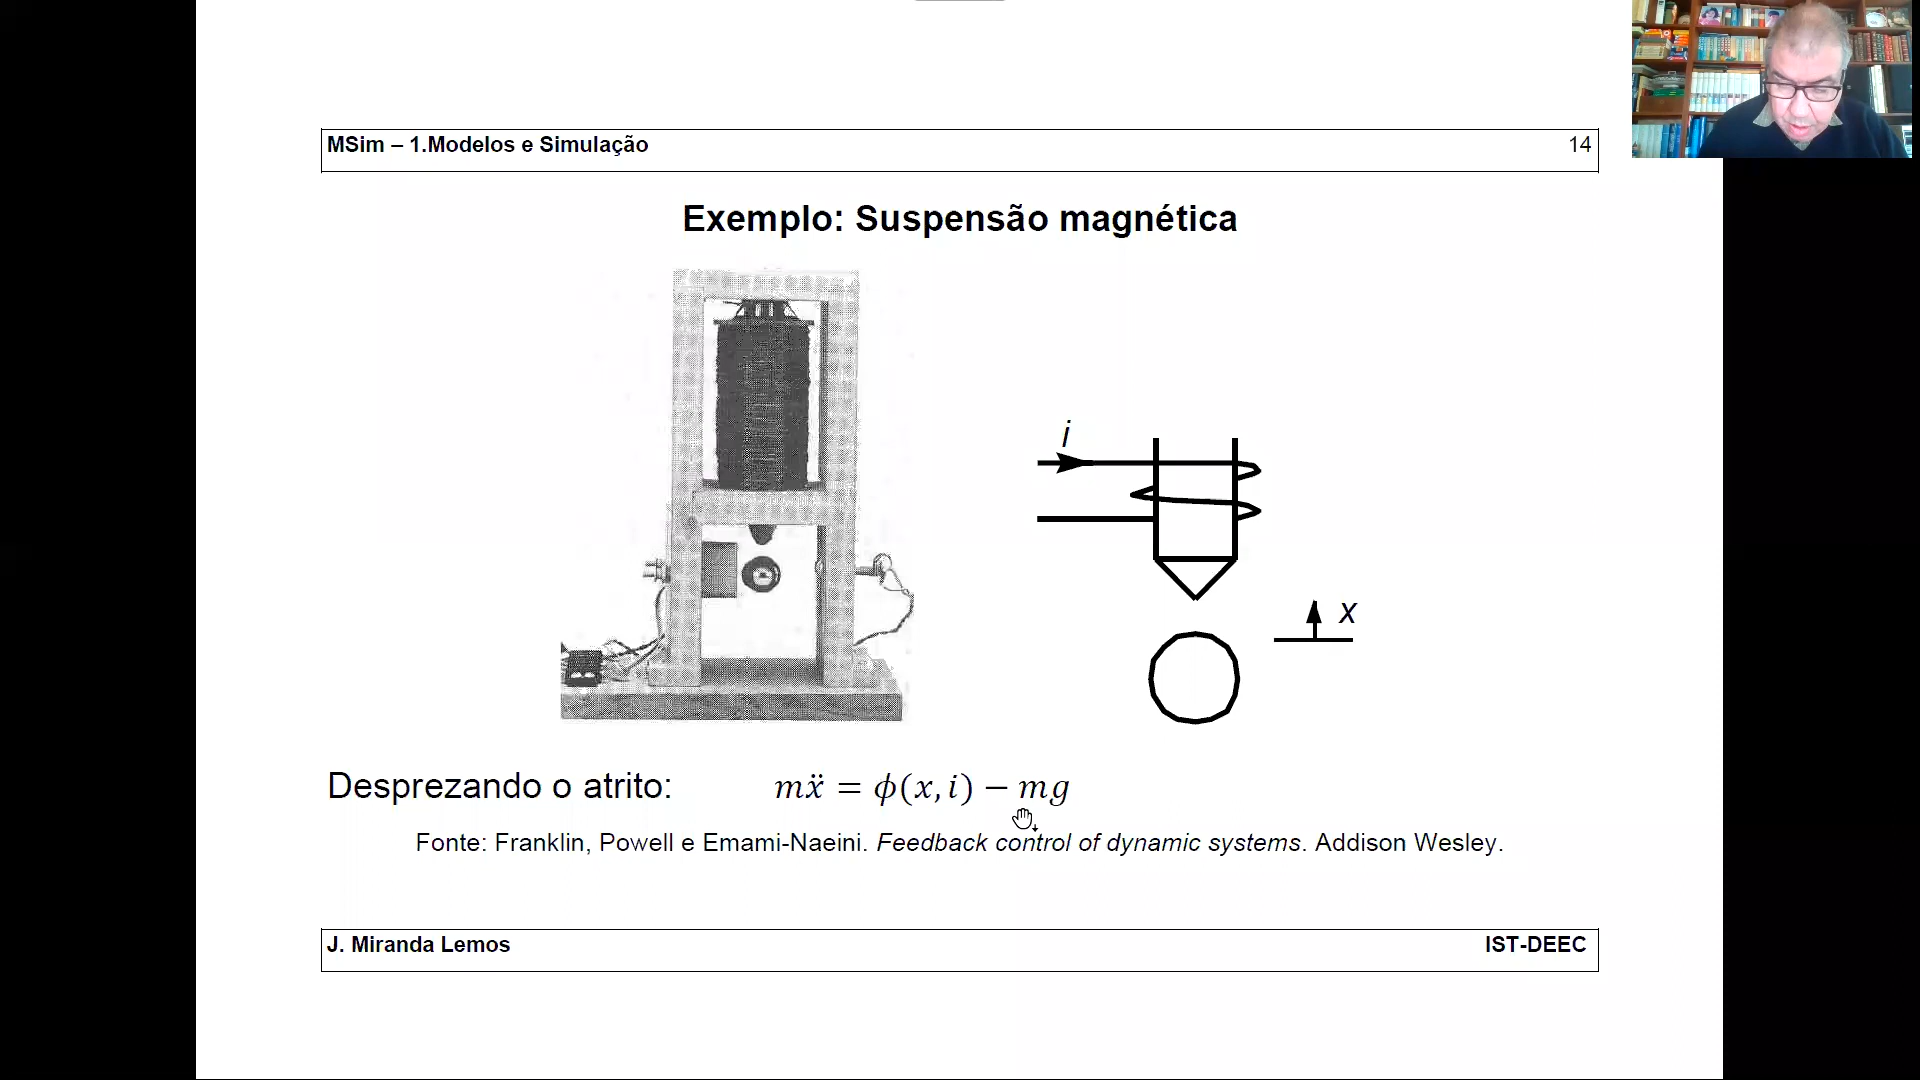 MSim – 1.Modelos e Simulação 14
Exemplo: Suspensão magnética
i
x
Desprezando o atrito: mẍ = ϕ(x, i) − mg
Fonte: Franklin, Powell e Emami-Naeini. Feedback control of dynamic systems. Addison Wesley.
J. Miranda Lemos IST-DEEC